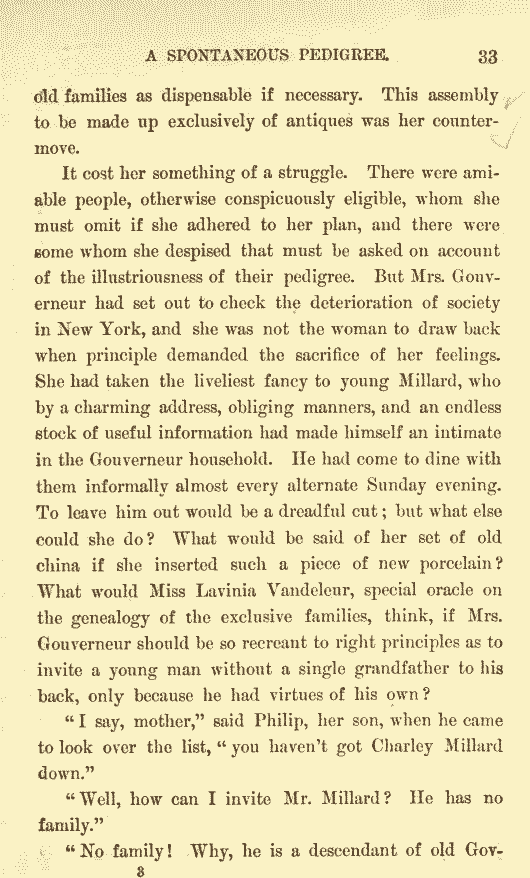 A SPONTANEOUS PEDIGREE. 33
old families as dispensable if necessary. This assembly
to be made up exclusively of antiques was her counter-
move.
It cost her something of a struggle. There were ami-
able people, otherwise conspicuously eligible, whom she
must omit if she adhered to her plan, and there were
some whom she despised that must be asked on account
of the illustriousness of their pedigree. But Mrs. Gouv-
erneur had set out to check the deterioration of society
in New York, and she was not the woman to draw back
when principle demanded the sacrifice of her feelings.
She had taken the liveliest fancy to young Millard, who
by a charming address, obliging manners, and an endless
stock of useful information had made himself an intimate
in the Gouverneur household. He had come to dine with
them informally almost every alternate Sunday evening.
To leave him out would be a dreadful cut; but what else
could she do? What would be said of her set of old
china if she inserted such a piece of new porcelain?
What would Miss Lavinia Vandeleur, special oracle on
the genealogy of the exclusive families, think, if Mrs.
Gouverneur should be so recreant to right principles as to
invite a young man without a single grandfather to his
back, only because he had virtues of his own?
"I say, mother," said Philip, her son, when he came
to look over the list, "you haven't got Charley Millard
down."
"Well, how can I invite Mr. Millard? He has no
family."
"No family! Why, he is a descendant of old Gov-
3